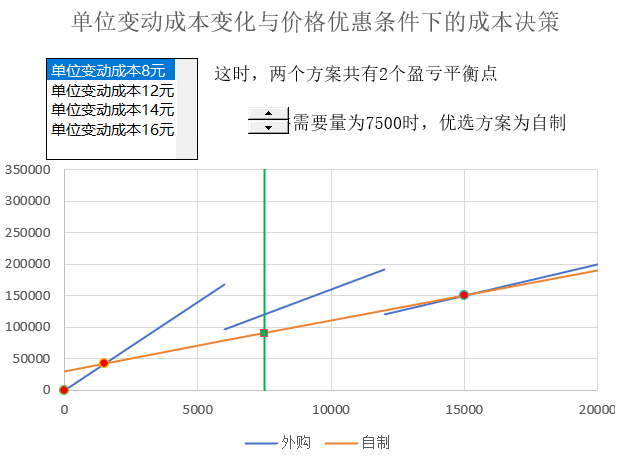 单位变动成本变化与价格优惠条件下的成本决策
单位变动成本8元
单位变动成本12元
单位变动成本14元
单位变动成本16元
这时，两个方案共有2个盈亏平衡点
需要量为7500时，优选方案为自制
350000
300000
250000
200000
150000
100000
50000
0
0 5000 10000 15000 20000
外购 自制